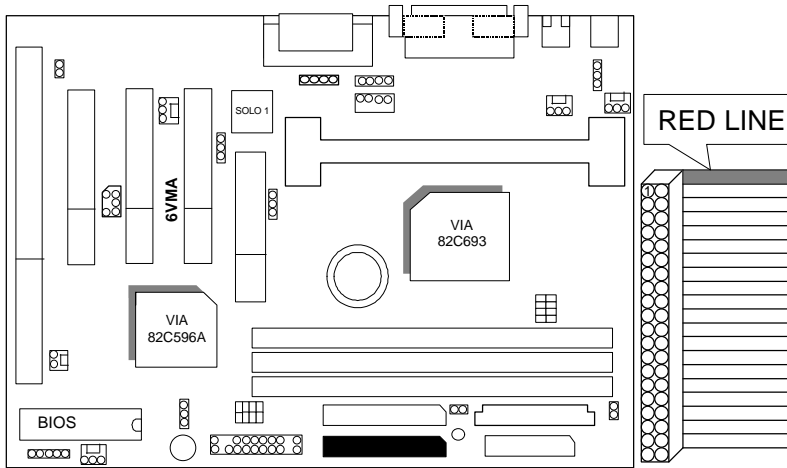 SOLO 1
RED LINE
1
6VMA
VIA
82C693
VIA
82C596A
BIOS